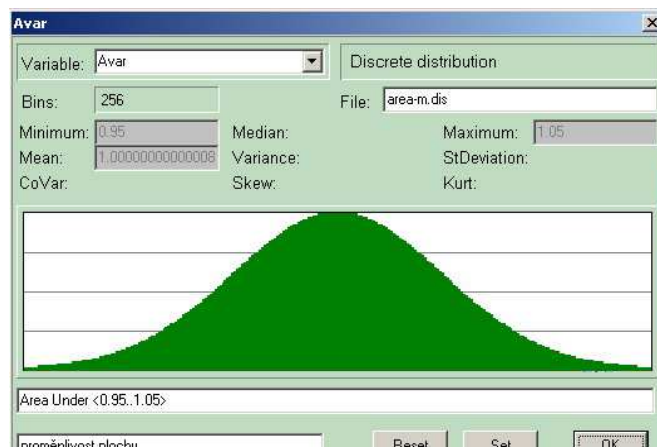 Avar
Variable: Avar Discrete distribution
Bins: 256 File: area-m.dis
Minimum: 0.95 Median: Maximum: 1.05
Mean: 1.00000000000008 Variance: StDeviation:
CoVar: Skew: Kurt:
Area Under <0.95..1.05>
proměnlivost plochy Reset Set OK